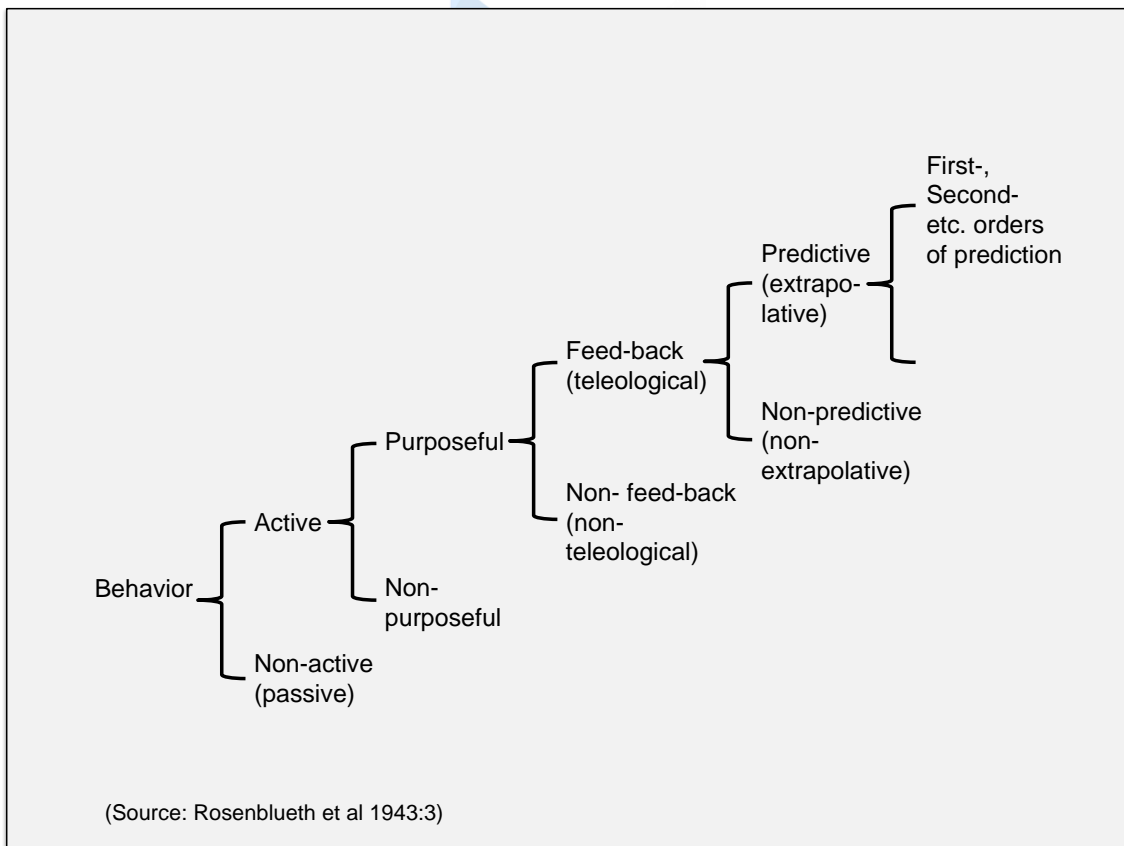 First-,
Second-
etc. orders
of prediction
Predictive
(extrapo-
lative)
Feed-back
(teleological)
Non-predictive
(non-
extrapolative)
Purposeful
Non- feed-back
(non-
teleological)
Active
Behavior
Non-
purposeful
Non-active
(passive)
(Source: Rosenblueth et al 1943:3)